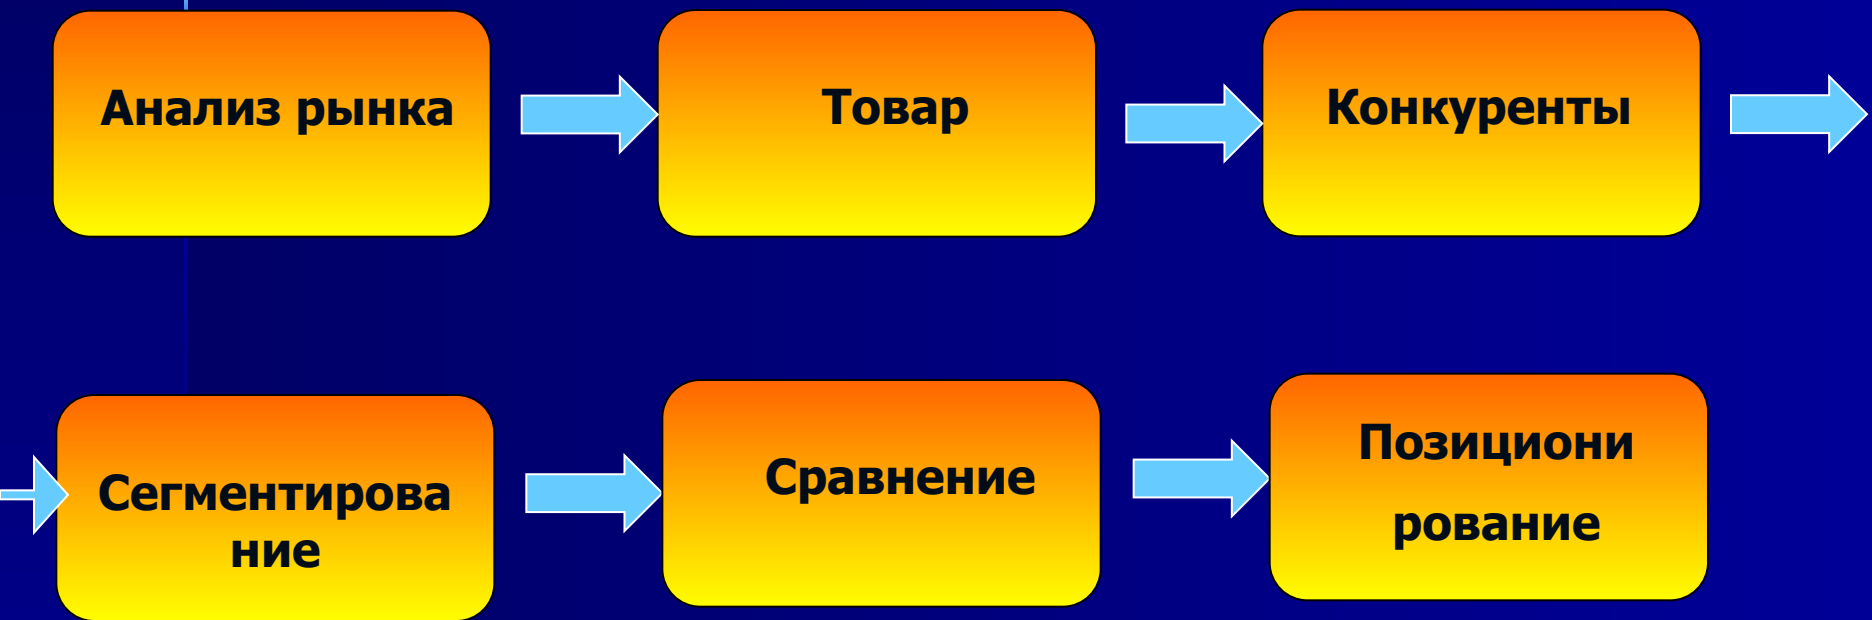 Анализ рынка
Товар
Конкуренты
Сегментирова
ние
Сравнение
Позициони
рование